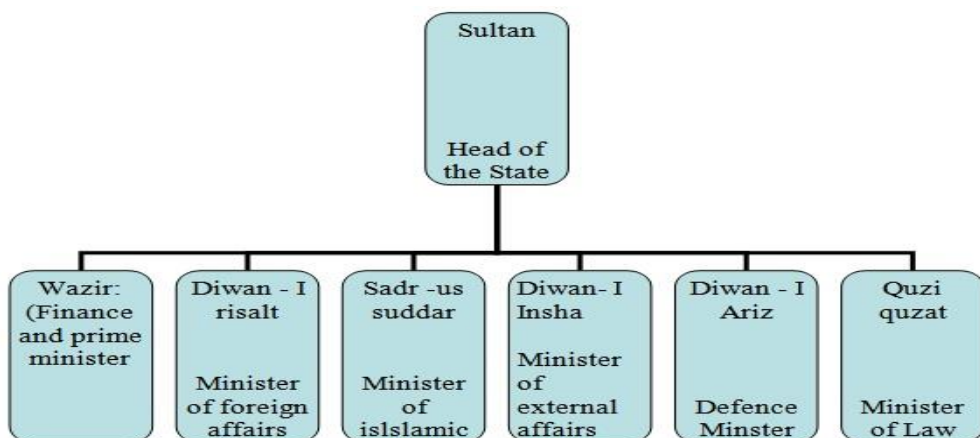 Sultan
Head of
the State
Wazir:
(Finance
and prime
minister
Diwan - I
risalt
Minister
of foreign
affairs
Sadr -us
suddar
Minister
of
islslamic
Diwan- I
Insha
Minister
of
external
affairs
Diwan - I
Ariz
Defence
Minster
Quzi
quzat
Minister
of Law